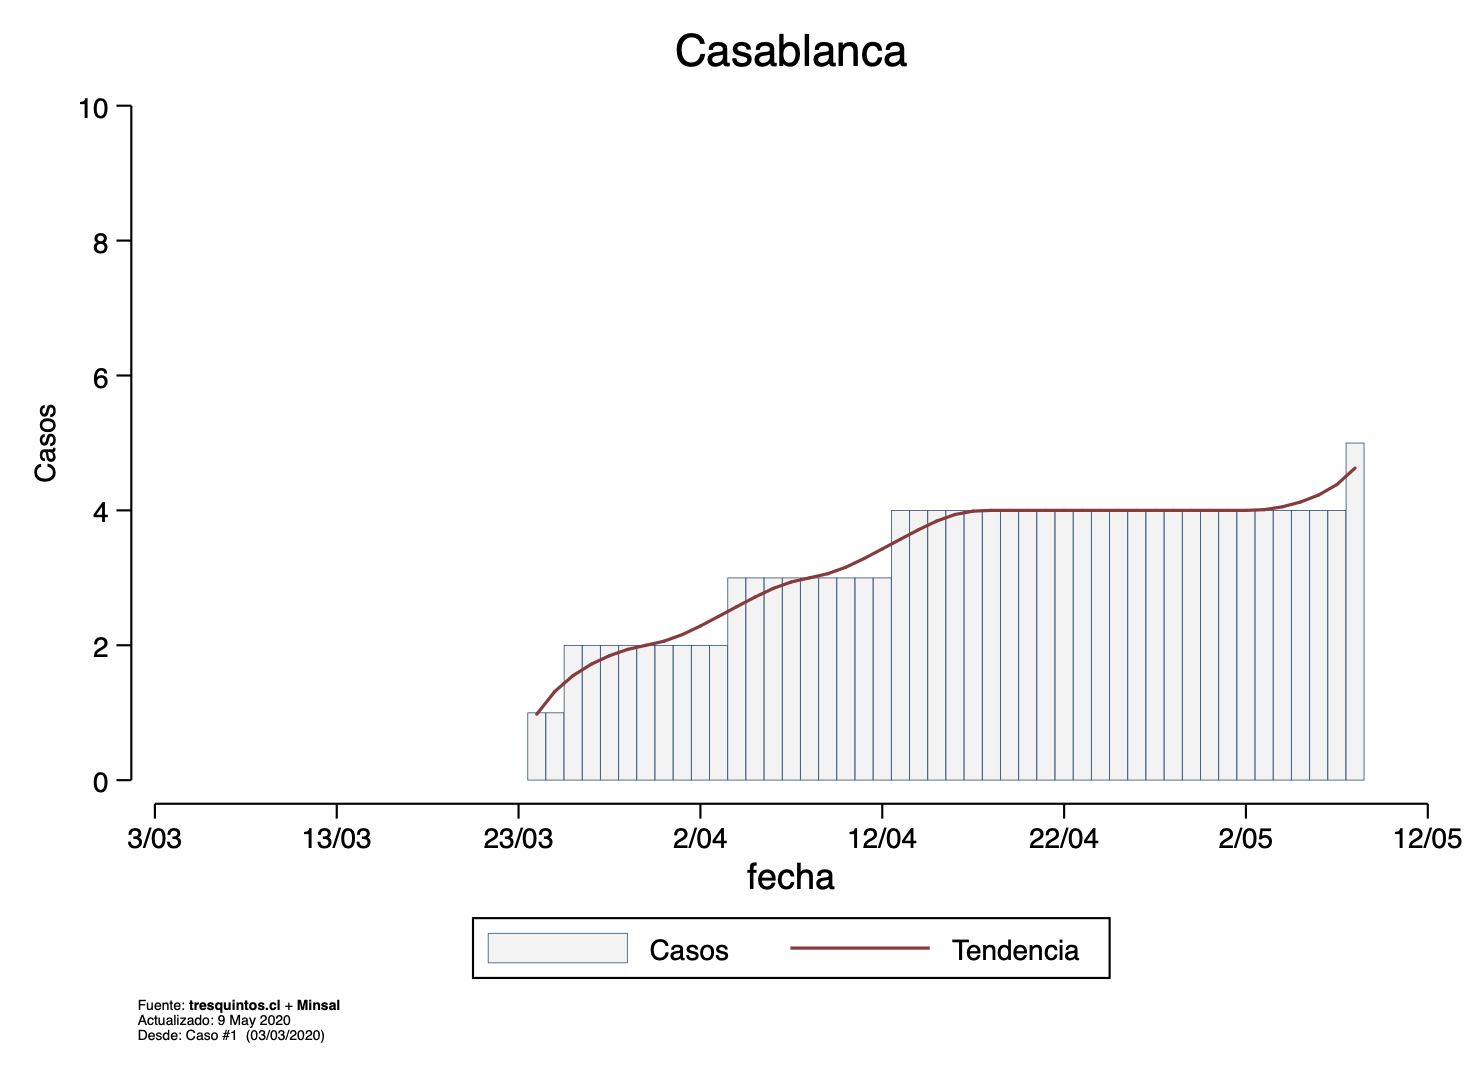 Casablanca
10
8
6
4
2
0
Casos
3/03 13/03 23/03 2/04 12/04 22/04 2/05 12/05
fecha
Casos Tendencia
Fuente: tresquintos.cl + Minsal
Actualizado: 9 May 2020
Desde: Caso #1 (03/03/2020)